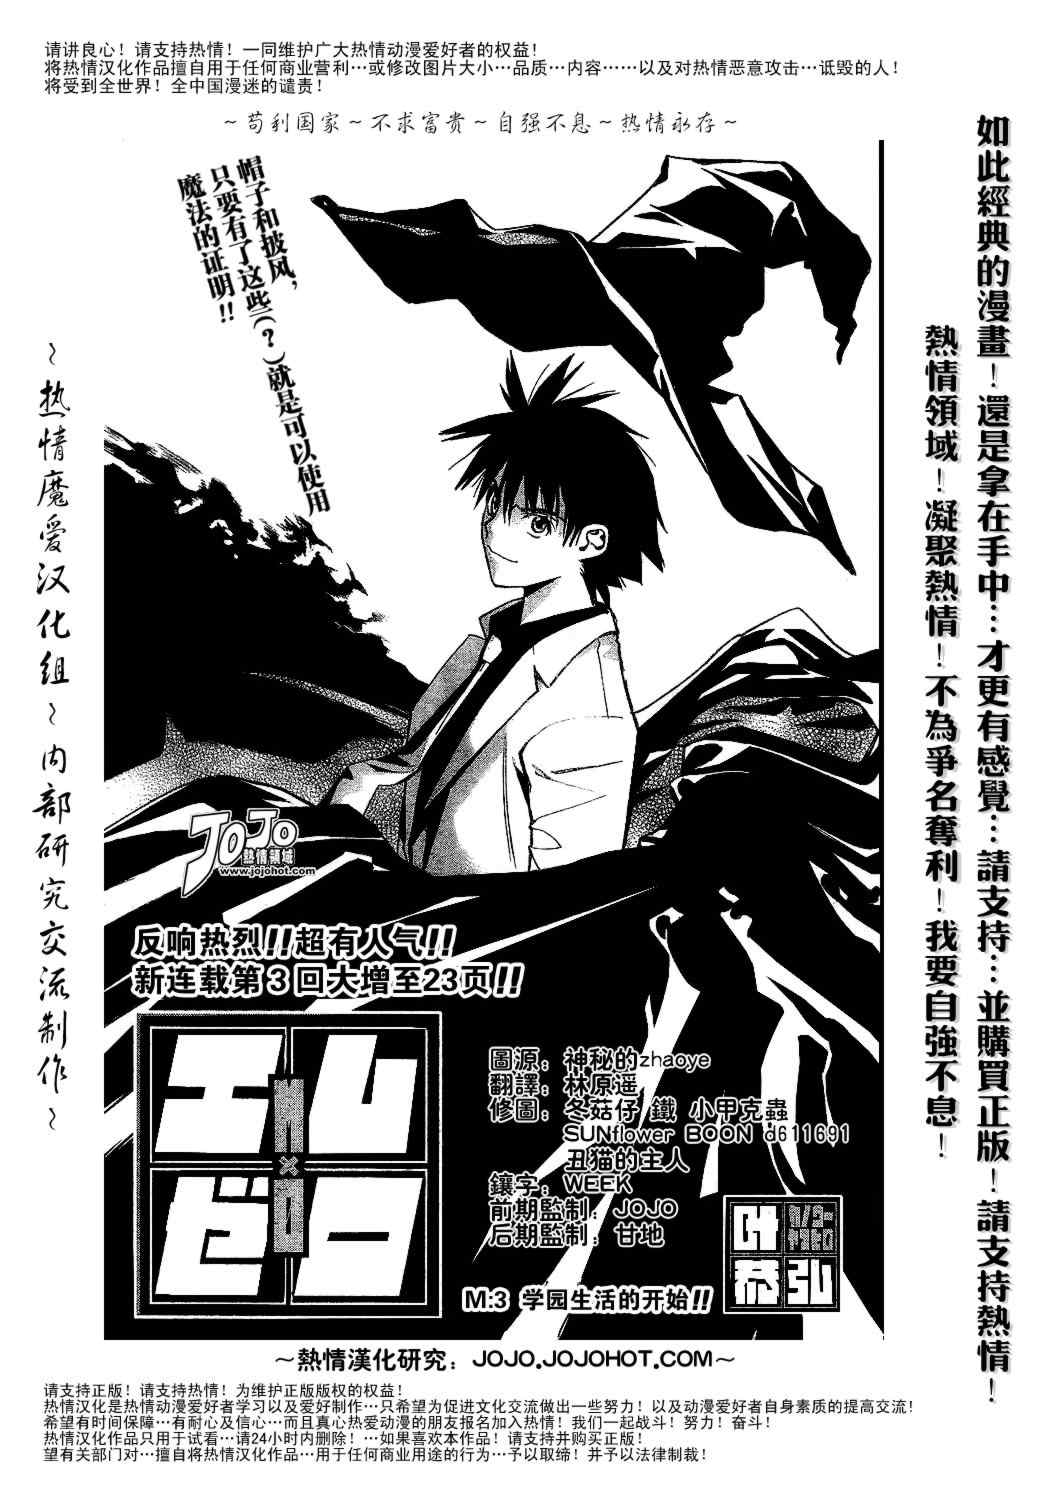 请讲良心！请支持热情！一同维护广大热情动漫爱好者的权益！
将热情汉化作品擅自用于任何商业营利…或修改图片大小…品质…内容……以及对热情恶意攻击…诋毁的人！
将受到全世界！全中国漫迷的谴责！
～苟利国家～不求富贵～自强不息～热情永存～
如此經典的漫畫！還是拿在手中…才更有感覺…請支持…並購買正版！請支持熱情！
熱情領域！凝聚熱情！不為爭名奪利！我要自強不息！
帽子和披风，
只要有了这些(？)就是可以使用
魔法的证明!!
～热情魔爱汉化组～内部研究交流制作～
JOJO
熱情領域
www.jojohot.com
反响热烈!!超有人气!!
新连载第3回大增至23页!!
エム
ゼロ
M×0
圖源：神秘的zhaoye
翻譯：林原遥
修圖：冬菇仔 鐵 小甲克蟲
SUNflower BOON d611691
丑猫的主人
鑲字：WEEK
前期監制：JOJO
后期監制：甘地
叶恭弘
M:3 学园生活的开始!!
～熱情漢化研究：JOJO.JOJOHOT.COM～
请支持正版！请支持热情！为维护正版版权的权益！
热情汉化是热情动漫爱好者学习以及爱好制作…只希望为促进文化交流做出一些努力！以及动漫爱好者自身素质的提高交流！
希望有时间保障…有耐心及信心…而且真心热爱动漫的朋友报名加入热情！我们一起战斗！努力！奋斗！
热情汉化作品只用于试看…请24小时内删除！…如果喜欢本作品！请支持并购买正版！
望有关部门对…擅自将热情汉化作品…用于任何商业用途的行为…予以取缔！并予以法律制裁！